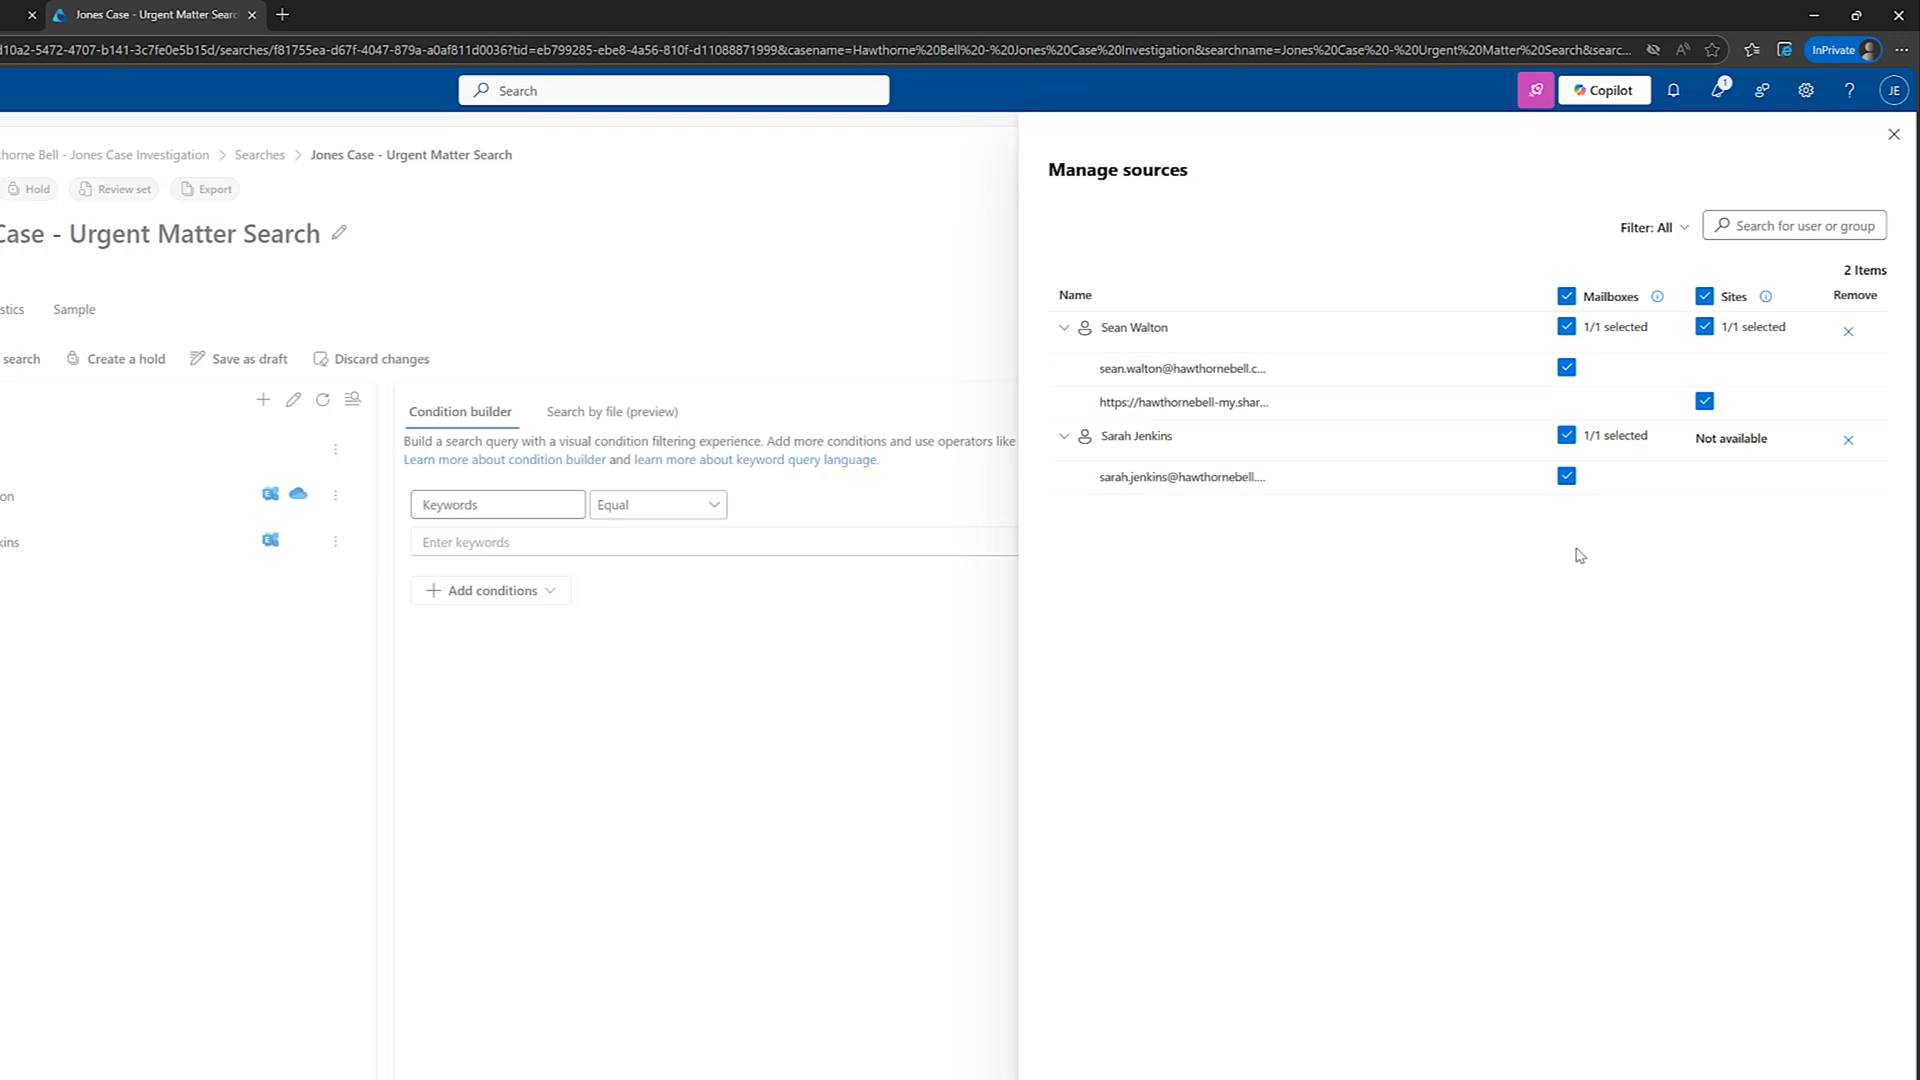 Jones Case - Urgent Matter Searc
d10a2-5472-4707-b141-3c7fe0e5b15d/searches/f81755ea-d67f-4047-879a-a0af811d0036?tid=eb799285-ebe8-4a56-810f-d11088871999&casename=Hawthorne%20Bell%20-%20Jones%20Case%20Investigation&searchname=Jones%20Case%20-%20Urgent%20Matter%20Search&searc...
InPrivate
Search
Copilot
1
JE
horne Bell - Jones Case Investigation > Searches > Jones Case - Urgent Matter Search
Hold
Review set
Export
Case - Urgent Matter Search
stics
Sample
search
Create a hold
Save as draft
Discard changes
on
kins
Condition builder
Search by file (preview)
Build a search query with a visual condition filtering experience. Add more conditions and use operators like
Learn more about condition builder and learn more about keyword query language.
Keywords
Equal
Enter keywords
Add conditions
Manage sources
Filter: All
Search for user or group
2 Items
Name
Mailboxes
Sites
Remove
Sean Walton
1/1 selected
1/1 selected
sean.walton@hawthornebell.c...
https://hawthornebell-my.shar...
Sarah Jenkins
1/1 selected
Not available
sarah.jenkins@hawthornebell....